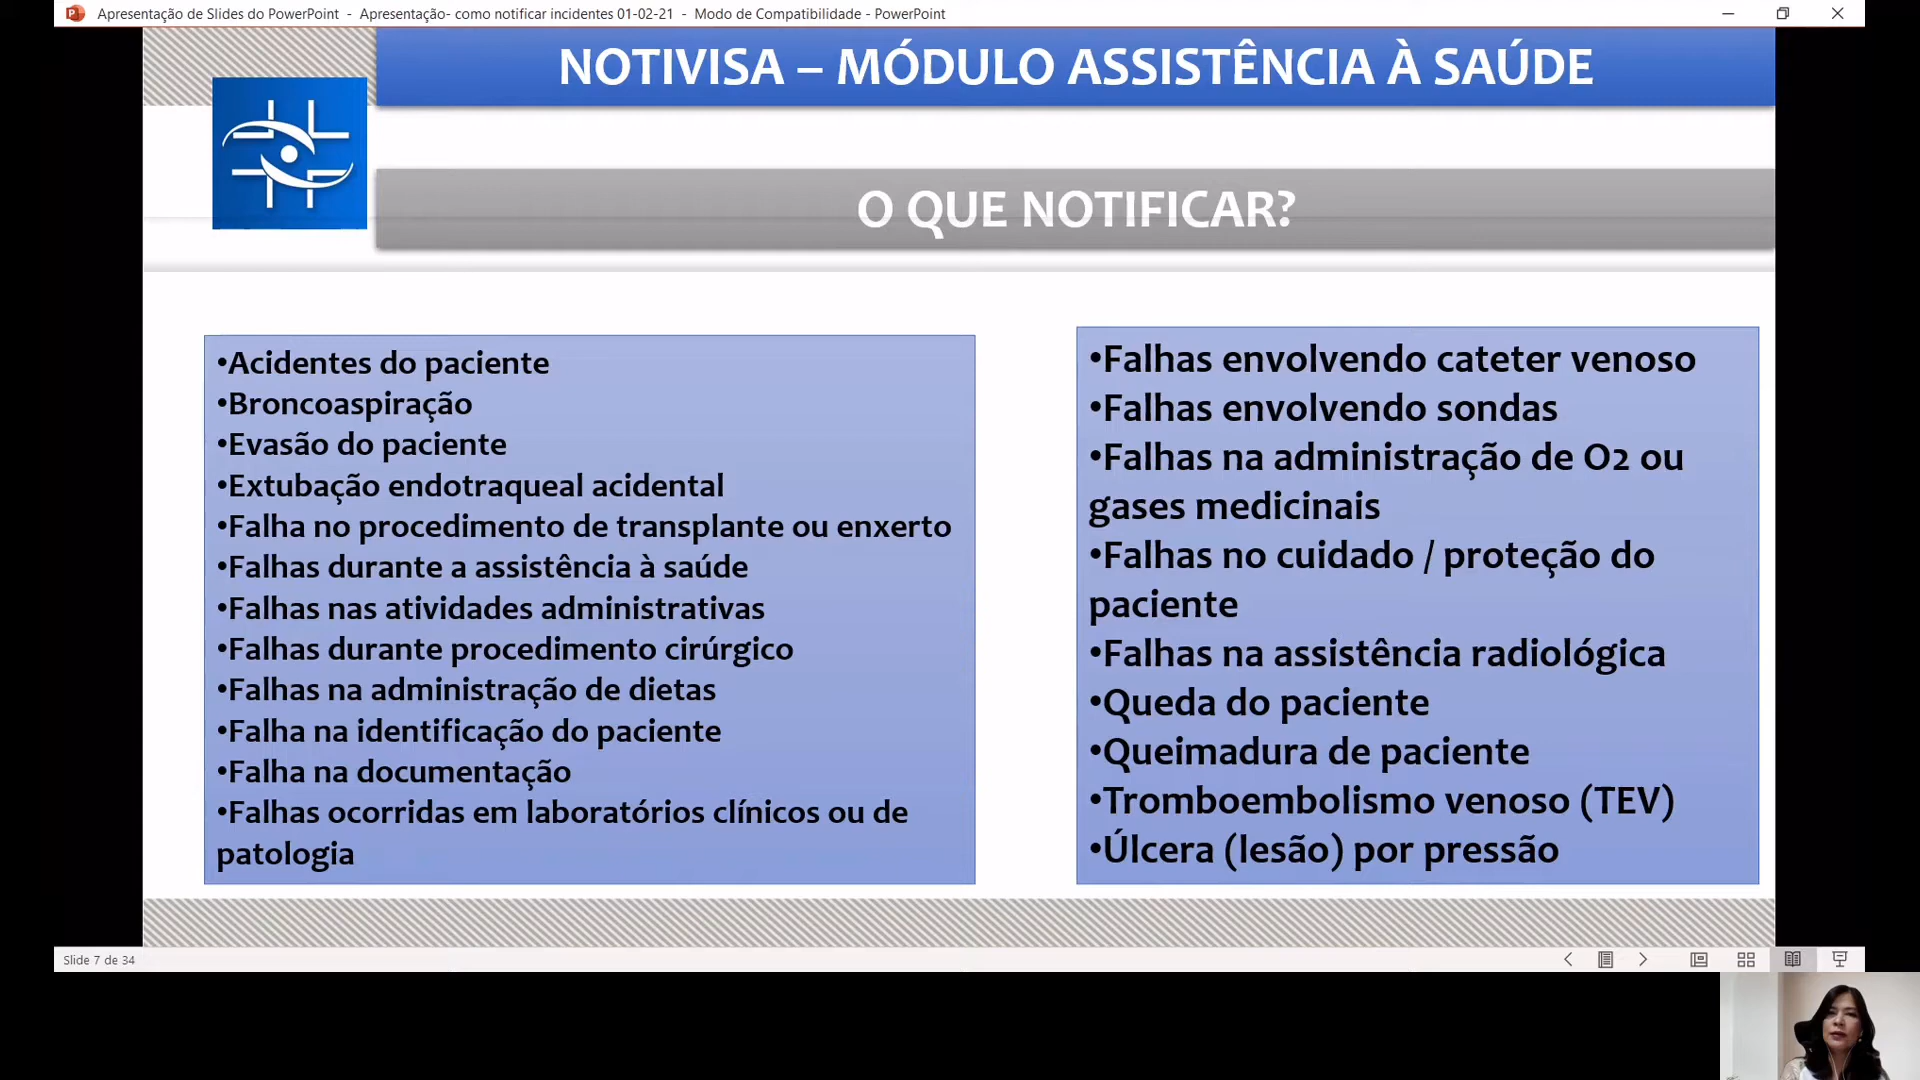 Apresentação de Slides do PowerPoint - Apresentação- como notificar incidentes 01-02-21 - Modo de Compatibilidade - PowerPoint
NOTIVISA – MÓDULO ASSISTÊNCIA À SAÚDE
O QUE NOTIFICAR?
•Acidentes do paciente
•Broncoaspiração
•Evasão do paciente
•Extubação endotraqueal acidental
•Falha no procedimento de transplante ou enxerto
•Falhas durante a assistência à saúde
•Falhas nas atividades administrativas
•Falhas durante procedimento cirúrgico
•Falhas na administração de dietas
•Falha na identificação do paciente
•Falha na documentação
•Falhas ocorridas em laboratórios clínicos ou de
patologia
•Falhas envolvendo cateter venoso
•Falhas envolvendo sondas
•Falhas na administração de O2 ou
gases medicinais
•Falhas no cuidado / proteção do
paciente
•Falhas na assistência radiológica
•Queda do paciente
•Queimadura de paciente
•Tromboembolismo venoso (TEV)
•Úlcera (lesão) por pressão
Slide 7 de 34